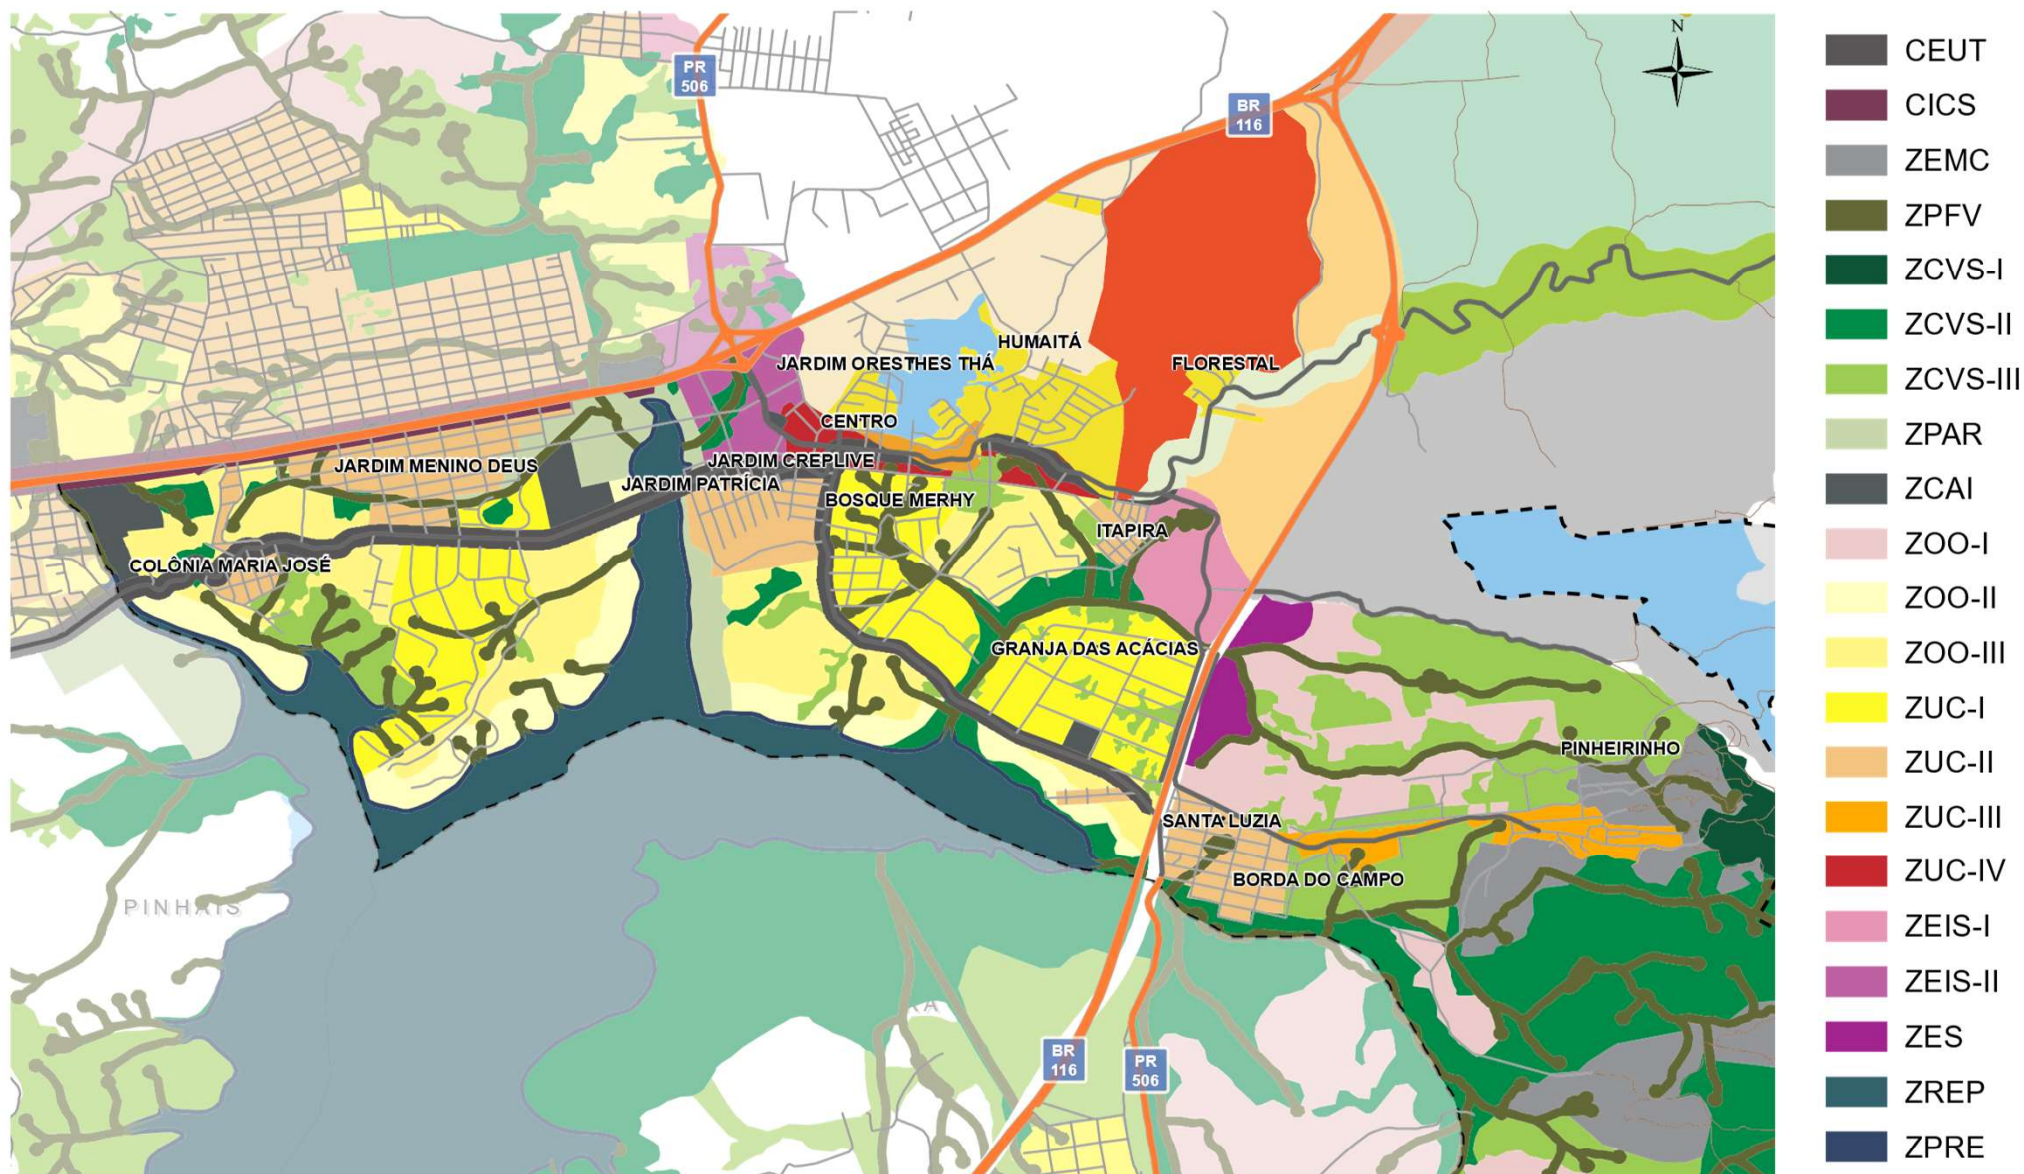 N
PR
506
BR
116
HUMAITÁ
JARDIM ORESTHES THÁ
FLORESTAL
CENTRO
JARDIM CREPLIVE
JARDIM MENINO DEUS
JARDIM PATRÍCIA
BOSQUE MERHY
ITAPIRA
COLÔNIA MARIA JOSÉ
GRANJA DAS ACÁCIAS
PINHEIRINHO
SANTA LUZIA
BORDA DO CAMPO
PINHAIS
BR
116
PR
506
CEUT
CICS
ZEMC
ZPFV
ZCVS-I
ZCVS-II
ZCVS-III
ZPAR
ZCAI
ZOO-I
ZOO-II
ZOO-III
ZUC-I
ZUC-II
ZUC-III
ZUC-IV
ZEIS-I
ZEIS-II
ZES
ZREP
ZPRE